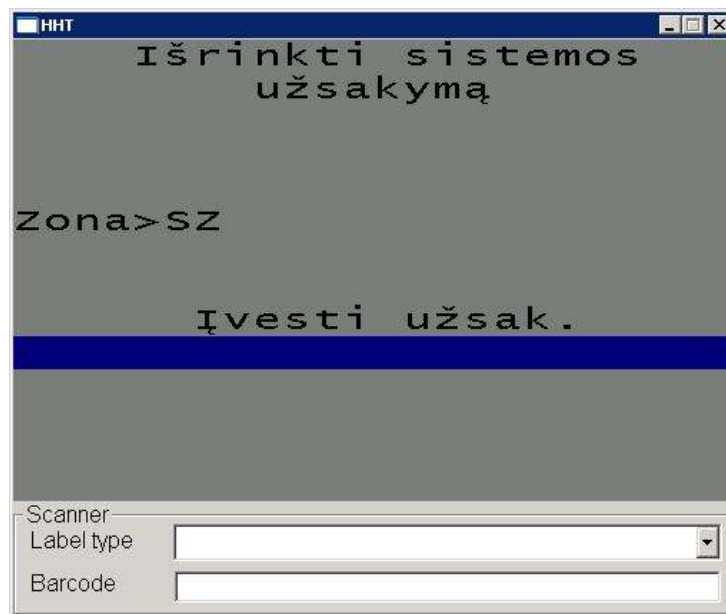 HHT
Išrinkti sistemos
užsakymą
Zona>SZ
Įvesti užsak.
Scanner
Label type
Barcode